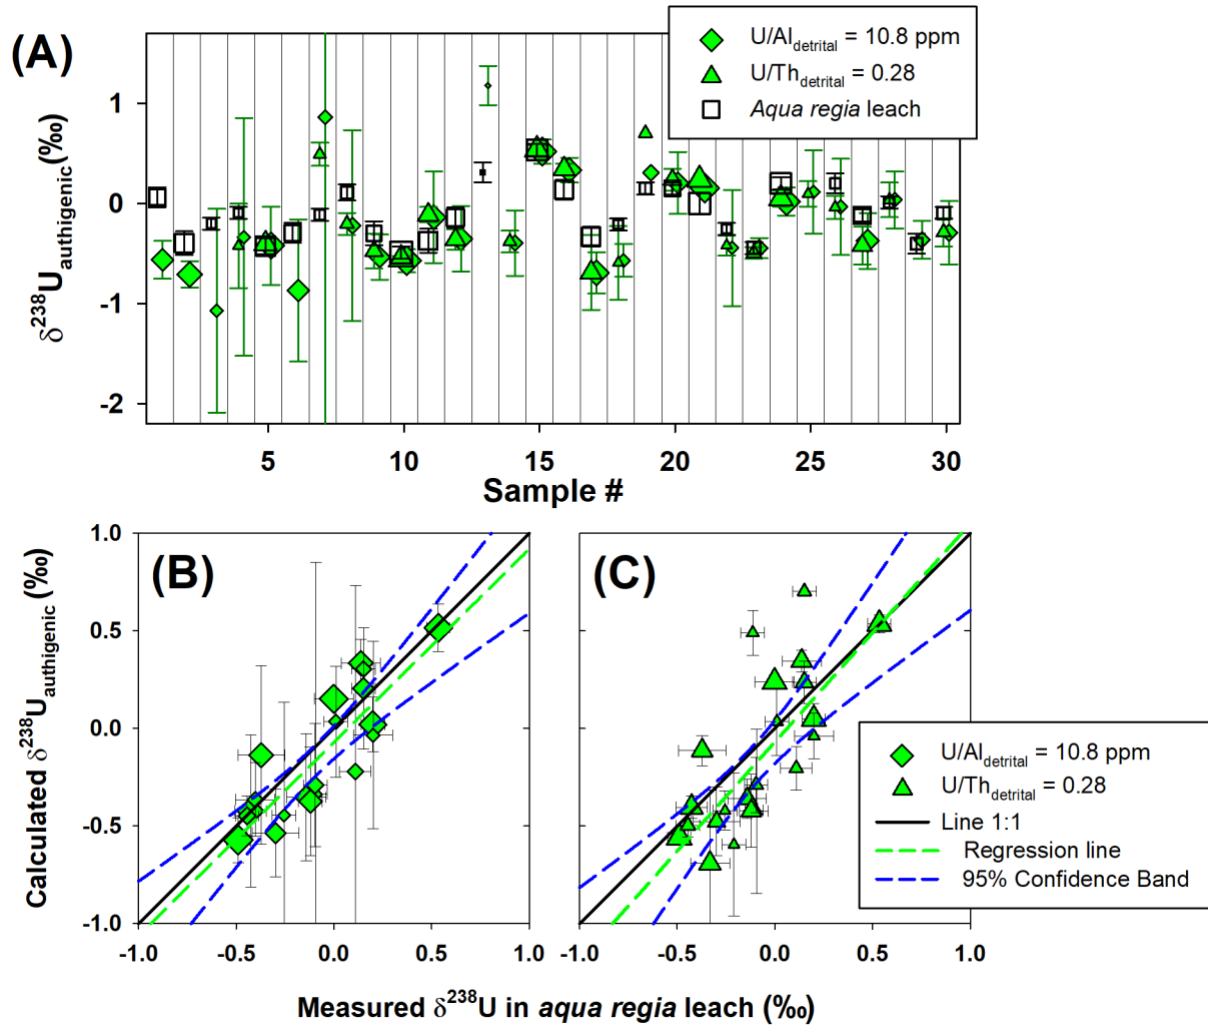 (A)
U/Al_detrital = 10.8 ppm
U/Th_detrital = 0.28
Aqua regia leach
δ²³⁸U_authigenic (‰)
1
0
-1
-2
5 10 15 20 25 30
Sample #
(B)
(C)
Calculated δ²³⁸U_authigenic (‰)
1.0
0.5
0.0
-0.5
-1.0
-1.0 -0.5 0.0 0.5 -1.0 -0.5 0.0 0.5 1.0
U/Al_detrital = 10.8 ppm
U/Th_detrital = 0.28
Line 1:1
Regression line
95% Confidence Band
Measured δ²³⁸U in aqua regia leach (‰)